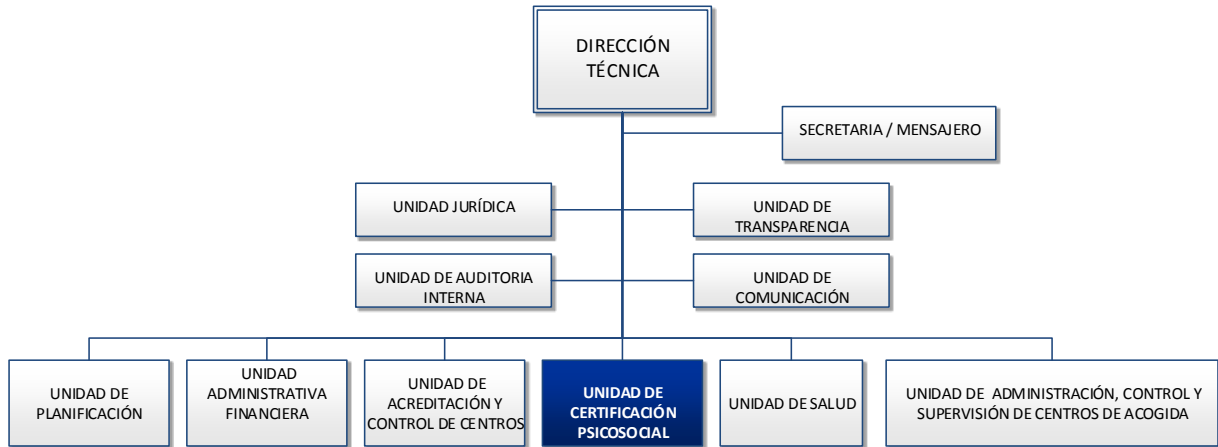 DIRECCIÓN
TÉCNICA
SECRETARIA / MENSAJERO
UNIDAD JURÍDICA
UNIDAD DE
TRANSPARENCIA
UNIDAD DE AUDITORIA
INTERNA
UNIDAD DE
COMUNICACIÓN
UNIDAD DE
PLANIFICACIÓN
UNIDAD
ADMINISTRATIVA
FINANCIERA
UNIDAD DE
ACREDITACIÓN Y
CONTROL DE CENTROS
UNIDAD DE
CERTIFICACIÓN
PSICOSOCIAL
UNIDAD DE SALUD
UNIDAD DE ADMINISTRACIÓN, CONTROL Y
SUPERVISIÓN DE CENTROS DE ACOGIDA